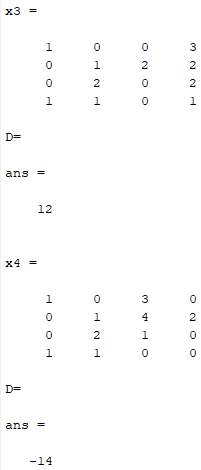 x3 =
1 0 0 3
0 1 2 2
0 2 0 2
1 1 0 1
D=
ans =
12
x4 =
1 0 3 0
0 1 4 2
0 2 1 0
1 1 0 0
D=
ans =
-14